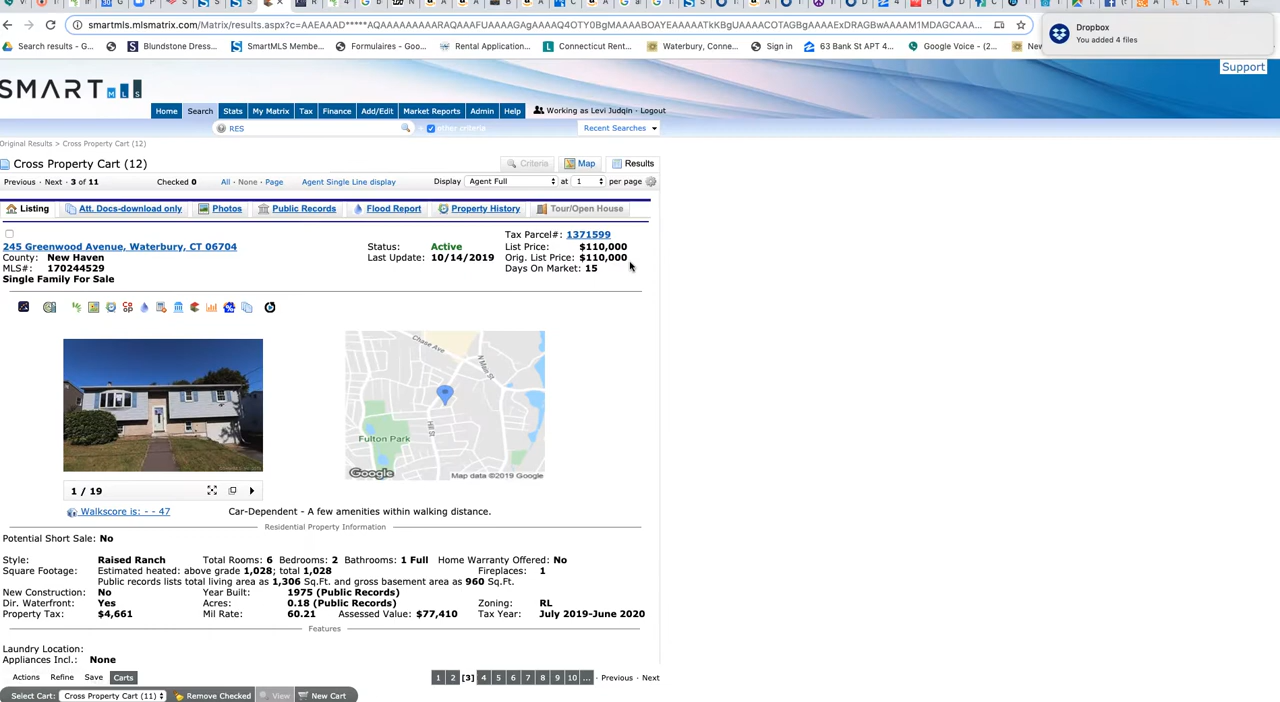 smartmls.mlsmatrix.com/Matrix/results.aspx?c=AAEAAAD*****AQAAAAAAAAARAQAAAFUAAAAGAgAAAAQ4OTY0BgMAAAABOAYEAAAAATkKBgUAAAACOTAGBgAAAAExDRAGBwAAAAM1MDAGCAAA...
Search results - G...
Blundstone Dress...
SmartMLS Membe...
Formulaires - Goo...
Rental Application...
Connecticut Rent...
Waterbury, Conne...
Sign in
63 Bank St APT 4...
Google Voice - (2...
Dropbox
You added 4 files
Support
SMART MLS
Home Search Stats My Matrix Tax Finance Add/Edit Market Reports Admin Help Working as Levi Judqin · Logout
RES
other criteria
Recent Searches
Original Results > Cross Property Cart (12)
Cross Property Cart (12)
Criteria Map Results
Previous · Next · 3 of 11 Checked 0 All · None · Page Agent Single Line display Display Agent Full at 1 per page
Listing Att. Docs-download only Photos Public Records Flood Report Property History Tour/Open House
Tax Parcel#: 1371599
245 Greenwood Avenue, Waterbury, CT 06704 Status: Active List Price: $110,000
County: New Haven Last Update: 10/14/2019 Orig. List Price: $110,000
MLS#: 170244529 Days On Market: 15
Single Family For Sale
Chase Ave
N Main St
Hill St
Fulton Park
Google
Map data ©2019 Google
1 / 19
Walkscore is: - - 47 Car-Dependent - A few amenities within walking distance.
Residential Property Information
Potential Short Sale: No
Style: Raised Ranch Total Rooms: 6 Bedrooms: 2 Bathrooms: 1 Full Home Warranty Offered: No
Square Footage: Estimated heated: above grade 1,028; total 1,028 Fireplaces: 1
Public records lists total living area as 1,306 Sq.Ft. and gross basement area as 960 Sq.Ft.
New Construction: No Year Built: 1975 (Public Records)
Dir. Waterfront: Yes Acres: 0.18 (Public Records) Zoning: RL
Property Tax: $4,661 Mil Rate: 60.21 Assessed Value: $77,410 Tax Year: July 2019-June 2020
Features
Laundry Location:
Appliances Incl.: None
Actions Refine Save Carts 1 2 [3] 4 5 6 7 8 9 10 ... Previous · Next
Select Cart: Cross Property Cart (11) Remove Checked View New Cart